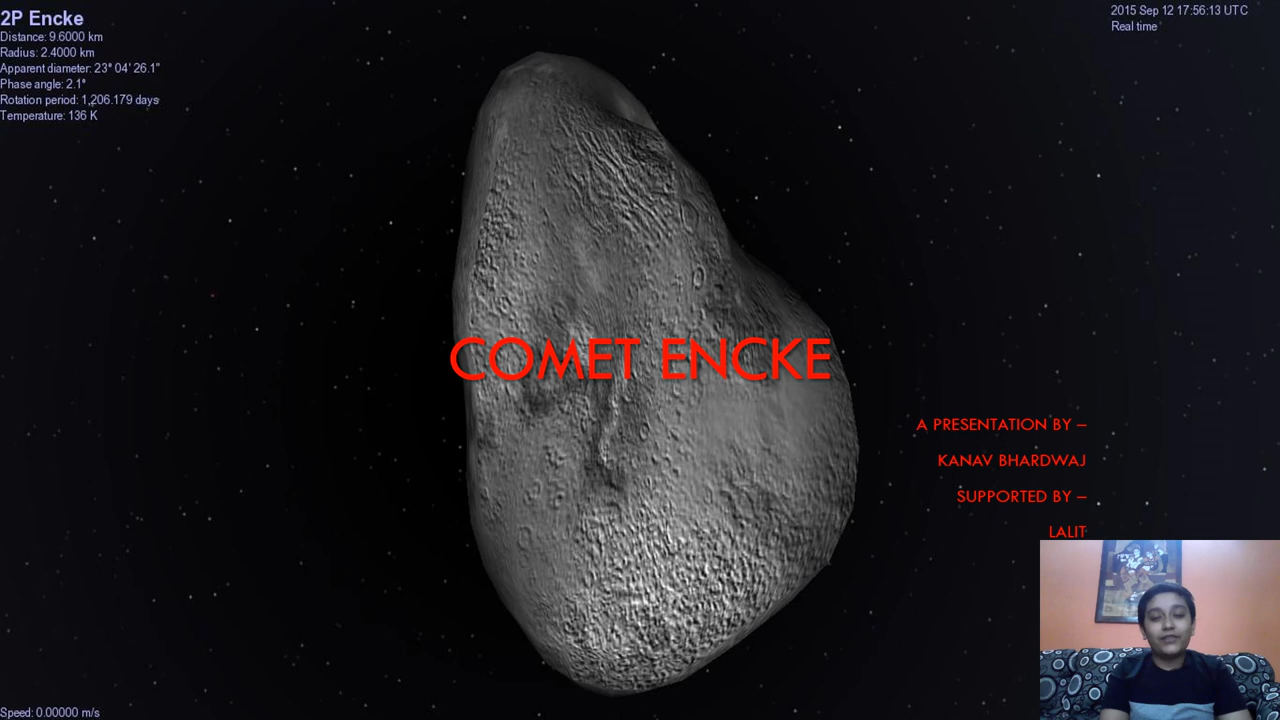 2P Encke
Distance: 9.6000 km
Radius: 2.4000 km
Apparent diameter: 23° 04' 26.1"
Phase angle: 2.1°
Rotation period: 1,206.179 days
Temperature: 136 K
2015 Sep 12 17:56:13 UTC
Real time
COMET ENCKE
A PRESENTATION BY –
KANAV BHARDWAJ
SUPPORTED BY –
LALIT
Speed: 0.00000 m/s